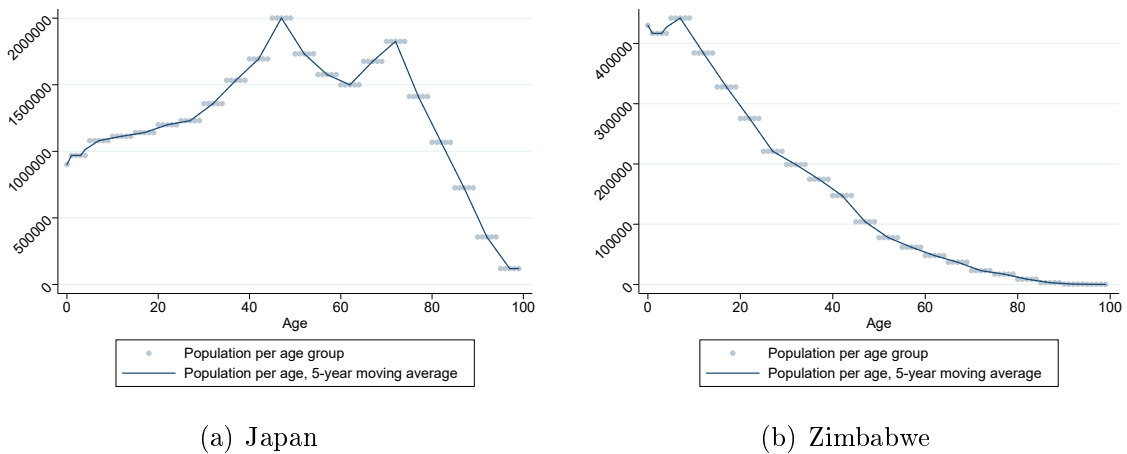 2000000
1500000
1000000
500000
0
0 20 40 60 80 100
Age
Population per age group
Population per age, 5-year moving average
(a) Japan
400000
300000
200000
100000
0
0 20 40 60 80 100
Age
Population per age group
Population per age, 5-year moving average
(b) Zimbabwe